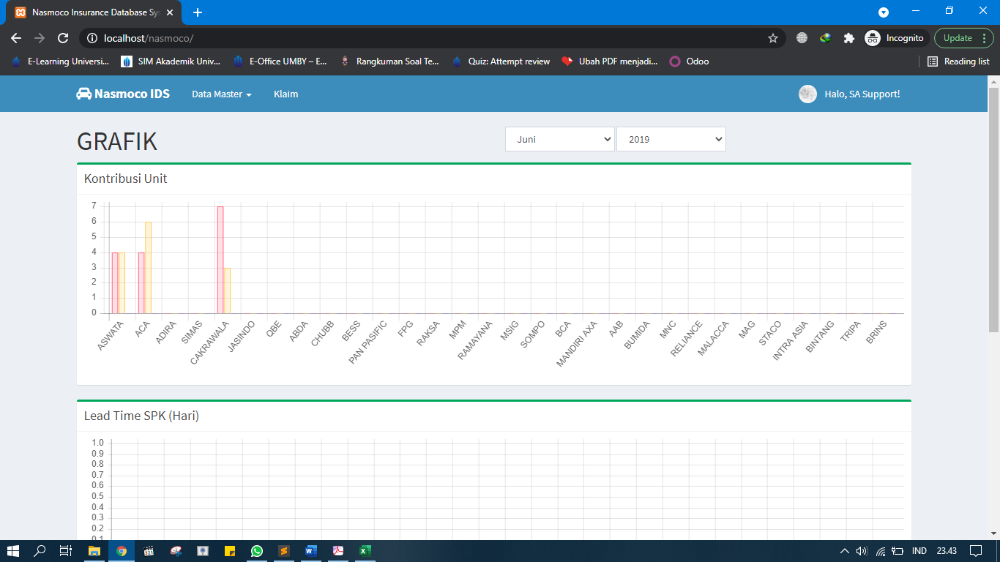 Nasmoco Insurance Database Sy
localhost/nasmoco/
Incognito
Update
E-Learning Universi...
SIM Akademik Univ...
E-Office UMBY – E...
Rangkuman Soal Te...
Quiz: Attempt review
Ubah PDF menjadi...
Odoo
Reading list
Nasmoco IDS
Data Master
Klaim
Halo, SA Support!
GRAFIK
Juni
2019
Kontribusi Unit
7
6
5
4
3
2
1
0
ASWATA
ACA
ADIRA
SIMAS
CAKRAWALA
JASINDO
QBE
ABDA
CHUBB
BESS
PAN PASIFIC
FPG
RAKSA
MPM
RAMAYANA
MSIG
SOMPO
BCA
MANDIRI AXA
AAB
BUMIDA
MNC
RELIANCE
MALACCA
MAG
STACO
INTRA ASIA
BINTANG
TRIPA
BRINS
Lead Time SPK (Hari)
1.0
0.9
0.8
0.7
0.6
0.5
0.4
0.3
0.2
0.1
IND
23.43